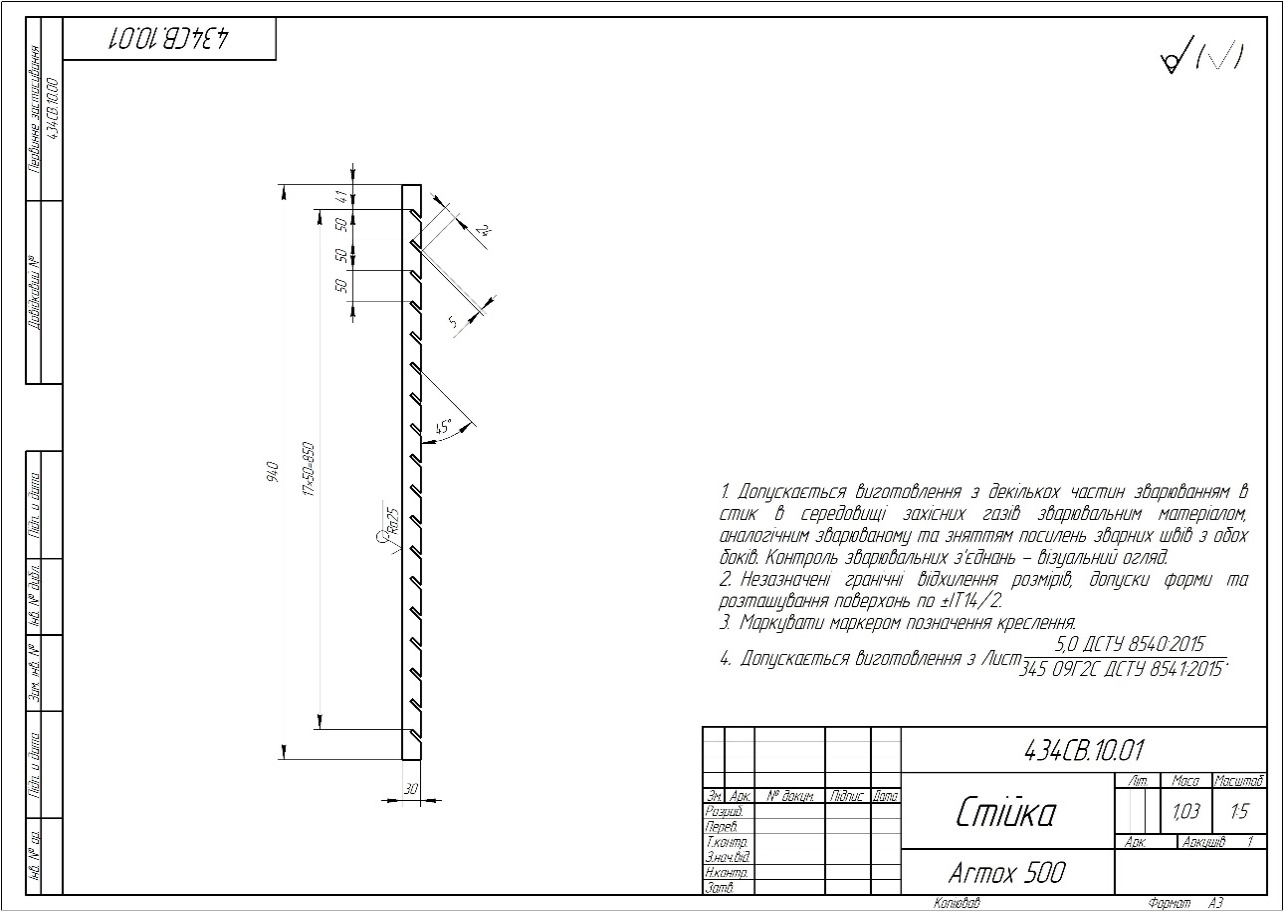 434СВ.10.01
Первинне застосування
434СВ.10.00
Довідковий №
Підп. и дата
Інв. № дубл.
Зам. інв. №
Підп. и дата
Інв. № ор.
41
50
50
50
24
5
45°
940
17×50=850
Ra25
30
1. Допускається виготовлення з декількох частин зварюванням в
стик в середовищі захісних газів зварювальним матеріалом,
аналогічним зварюваному та зняттям посилень зварних швів з обох
боків. Контроль зварювальних з'єднань – візуальний огляд.
2. Незазначені гранічні відхилення розмірів, допуски форми та
розташування поверхонь по ±IT14/2.
3. Маркувати маркером позначення креслення.
4. Допускається виготовлення з Лист 5,0 ДСТУ 8540:2015
345 09Г2С ДСТУ 8541:2015.
434СВ.10.01
Зм. Арк. № докум. Підпис Дата
Розраб.
Перев.
Т.контр.
З.нач.від.
Н.контр.
Затв.
Стійка
Літ. Маса Масштаб
1,03 1:5
Арк. Аркушів 1
Armox 500
Копіював Формат А3